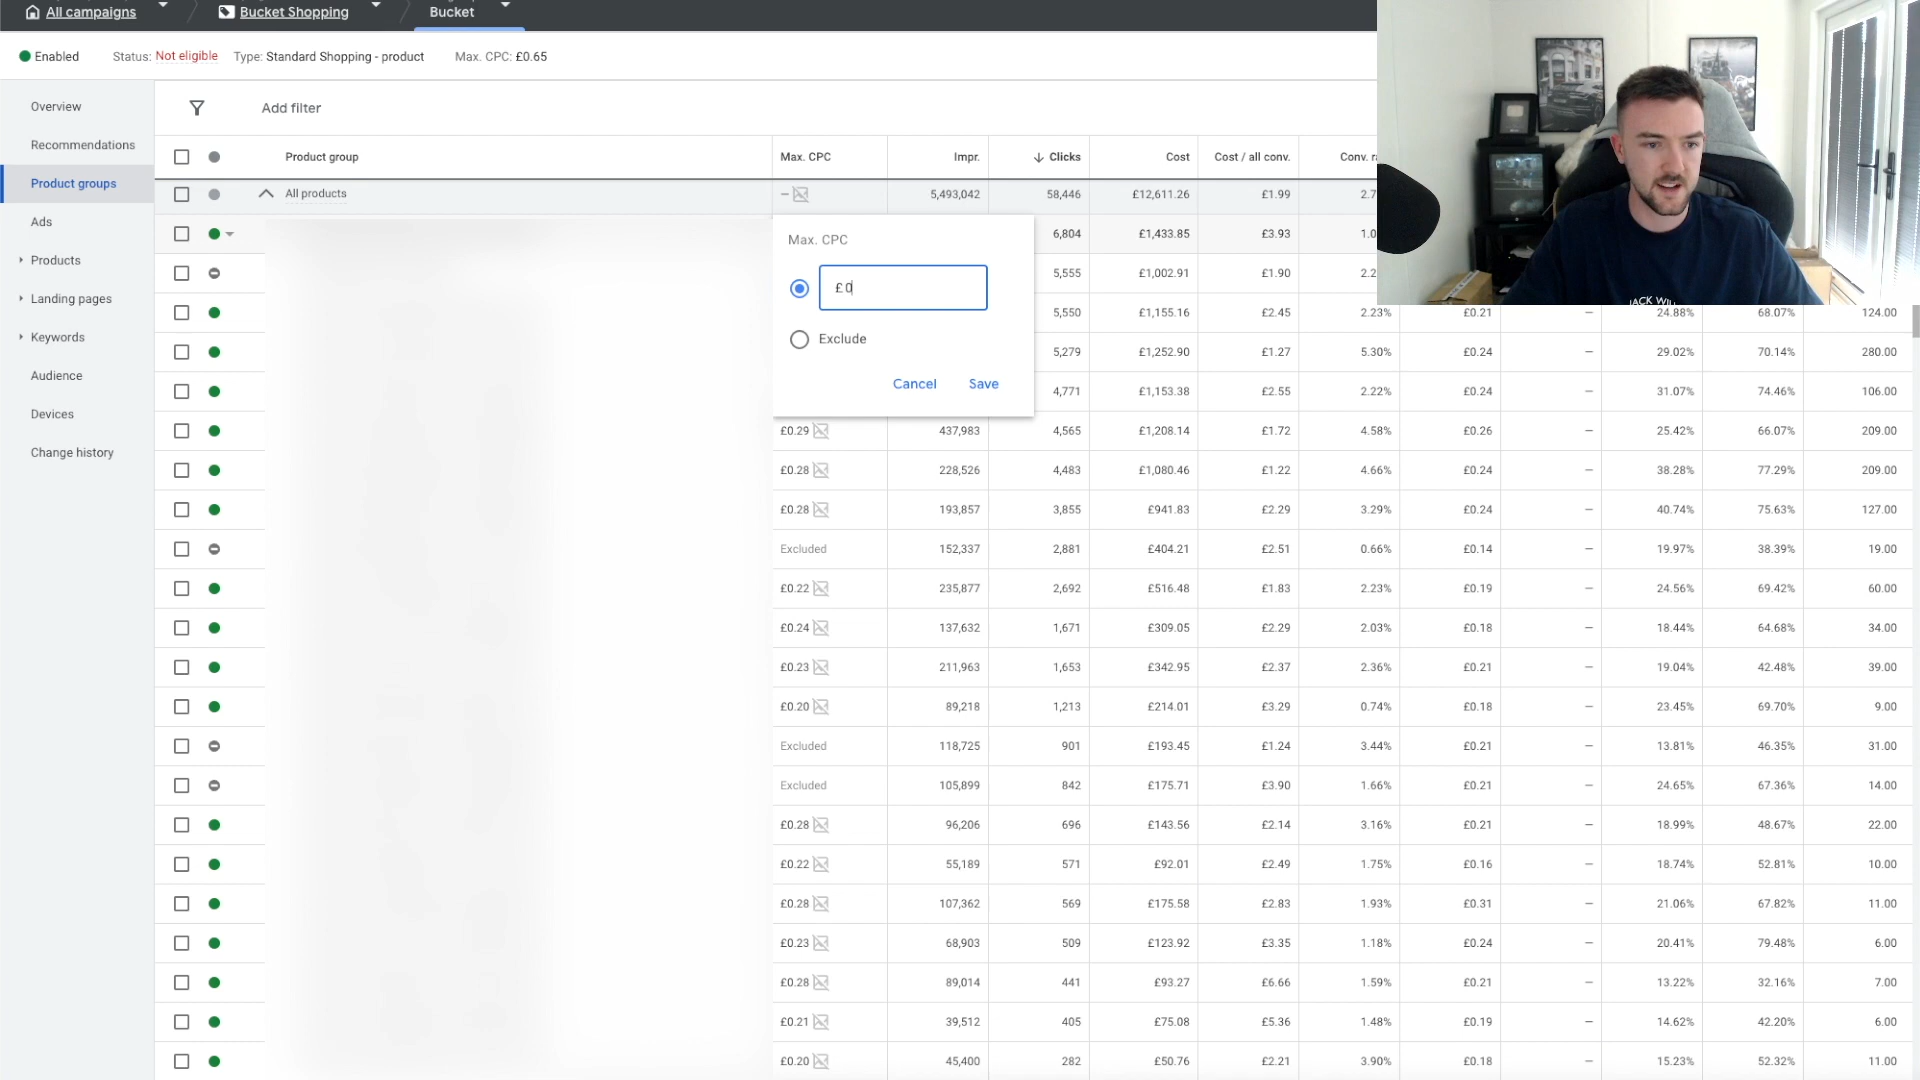 All campaigns
Bucket Shopping
Bucket
Enabled Status: Not eligible Type: Standard Shopping - product Max. CPC: £0.65
Overview
Recommendations
Product groups
Ads
Products
Landing pages
Keywords
Audience
Devices
Change history
Add filter
Product group Max. CPC Impr. Clicks Cost Cost / all conv.
All products – 5,493,042 58,446 £12,611.26 £1.99
Max. CPC
£0
Exclude
Cancel Save
6,804 £1,433.85 £3.93
5,555 £1,002.91 £1.90
5,550 £1,155.16 £2.45 2.23% £0.21 – 24.88% 68.07% 124.00
5,279 £1,252.90 £1.27 5.30% £0.24 – 29.02% 70.14% 280.00
4,771 £1,153.38 £2.55 2.22% £0.24 – 31.07% 74.46% 106.00
£0.29 437,983 4,565 £1,208.14 £1.72 4.58% £0.26 – 25.42% 66.07% 209.00
£0.28 228,526 4,483 £1,080.46 £1.22 4.66% £0.24 – 38.28% 77.29% 209.00
£0.28 193,857 3,855 £941.83 £2.29 3.29% £0.24 – 40.74% 75.63% 127.00
Excluded 152,337 2,881 £404.21 £2.51 0.66% £0.14 – 19.97% 38.39% 19.00
£0.22 235,877 2,692 £516.48 £1.83 2.23% £0.19 – 24.56% 69.42% 60.00
£0.24 137,632 1,671 £309.05 £2.29 2.03% £0.18 – 18.44% 64.68% 34.00
£0.23 211,963 1,653 £342.95 £2.37 2.36% £0.21 – 19.04% 42.48% 39.00
£0.20 89,218 1,213 £214.01 £3.29 0.74% £0.18 – 23.45% 69.70% 9.00
Excluded 118,725 901 £193.45 £1.24 3.44% £0.21 – 13.81% 46.35% 31.00
Excluded 105,899 842 £175.71 £3.90 1.66% £0.21 – 24.65% 67.36% 14.00
£0.28 96,206 696 £143.56 £2.14 3.16% £0.21 – 18.99% 48.67% 22.00
£0.22 55,189 571 £92.01 £2.49 1.75% £0.16 – 18.74% 52.81% 10.00
£0.28 107,362 569 £175.58 £2.83 1.93% £0.31 – 21.06% 67.82% 11.00
£0.23 68,903 509 £123.92 £3.35 1.18% £0.24 – 20.41% 79.48% 6.00
£0.28 89,014 441 £93.27 £6.66 1.59% £0.21 – 13.22% 32.16% 7.00
£0.21 39,512 405 £75.08 £5.36 1.48% £0.19 – 14.62% 42.20% 6.00
£0.20 45,400 282 £50.76 £2.21 3.90% £0.18 – 15.23% 52.32% 11.00